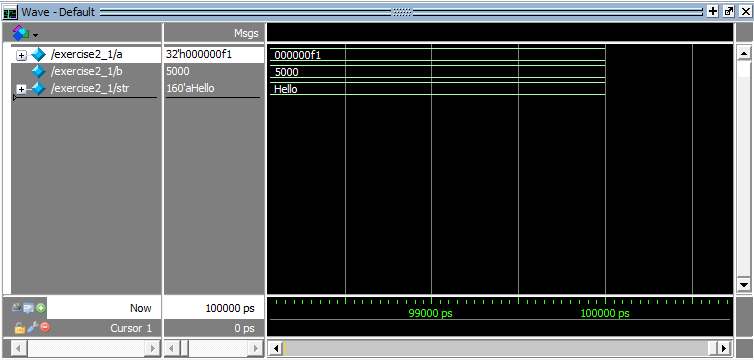 Wave - Default
Msgs
/exercise2_1/a 32'h000000f1 000000f1
/exercise2_1/b 5000 5000
/exercise2_1/str 160'aHello Hello
Now 100000 ps
Cursor 1 0 ps
99000 ps 100000 ps